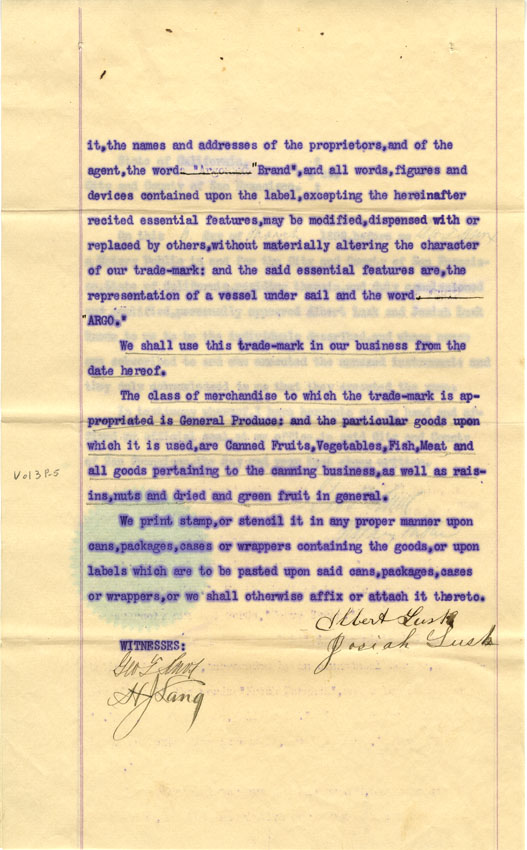 it,the names and addresses of the proprietors,and of the
agent,the word: "Argonaut "Brand",and all words,figures and
devices contained upon the label,excepting the hereinafter
recited essential features,may be modified,dispensed with or
replaced by others,without materially altering the character
of our trade-mark: and the said essential features are,the
representation of a vessel under sail and the word
"ARGO."
We shall use this trade-mark in our business from the
date hereof.
The class of merchandise to which the trade-mark is ap-
propriated is General Produce; and the particular goods upon
which it is used,are Canned Fruits,Vegetables,Fish,Meat and
Vol 3 P-5
all goods pertaining to the canning business,as well as rais-
ins,nuts and dried and green fruit in general.
We print stamp,or stencil it in any proper manner upon
cans,packages,cases or wrappers containing the goods,or upon
labels which are to be pasted upon said cans,packages,cases
or wrappers,or we shall otherwise affix or attach it thereto.
Albert Lusk
Josiah Lusk
WITNESSES:
Geo F
H J Lang